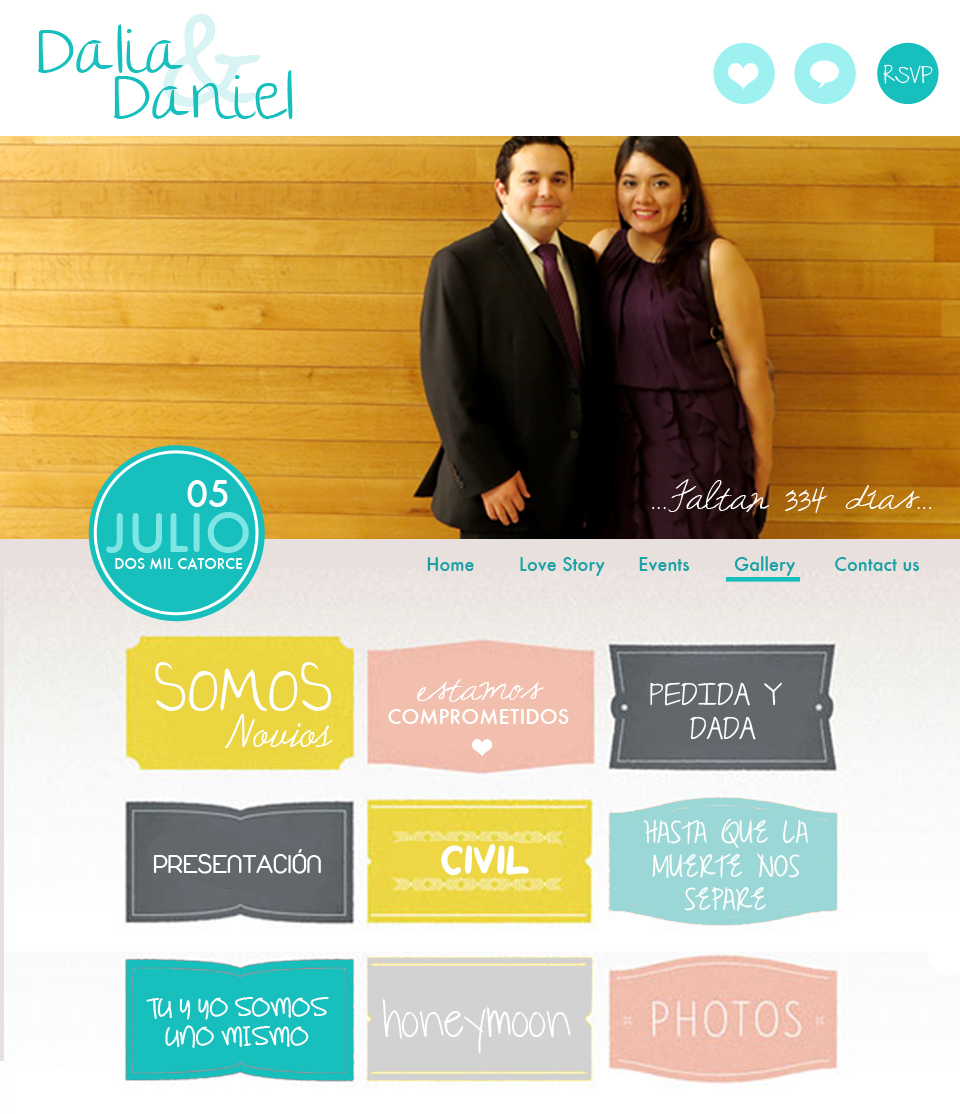 Dalia
&
Daniel
RSVP
...Faltan 334 días...
05
JULIO
DOS MIL CATORCE
Home Love Story Events Gallery Contact us
SOMOS
Novios
estamos
COMPROMETIDOS
PEDIDA Y
DADA
PRESENTACIÓN
CIVIL
HASTA QUE LA
MUERTE NOS
SEPARE
TU Y YO SOMOS
UNO MISMO
honeymoon
PHOTOS